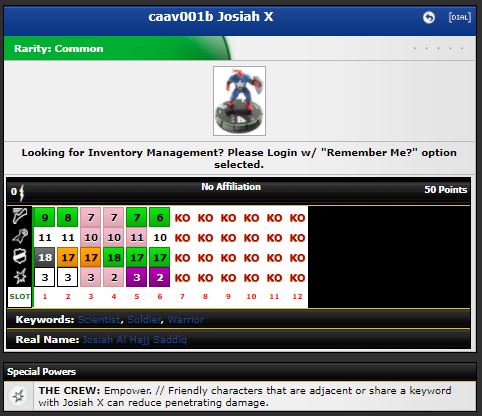 caav001b Josiah X
[DIAL]
Rarity: Common
Looking for Inventory Management? Please Login w/ "Remember Me?" option
selected.
0 No Affiliation 50 Points
9 8 7 7 7 6 KO KO KO KO KO KO
11 11 10 10 11 10 KO KO KO KO KO KO
18 17 17 18 17 17 KO KO KO KO KO KO
3 3 3 2 3 2 KO KO KO KO KO KO
SLOT 1 2 3 4 5 6 7 8 9 10 11 12
Keywords: Scientist, Soldier, Warrior
Real Name: Josiah Al Hajj Saddiq
Special Powers
THE CREW: Empower. // Friendly characters that are adjacent or share a keyword
with Josiah X can reduce penetrating damage.